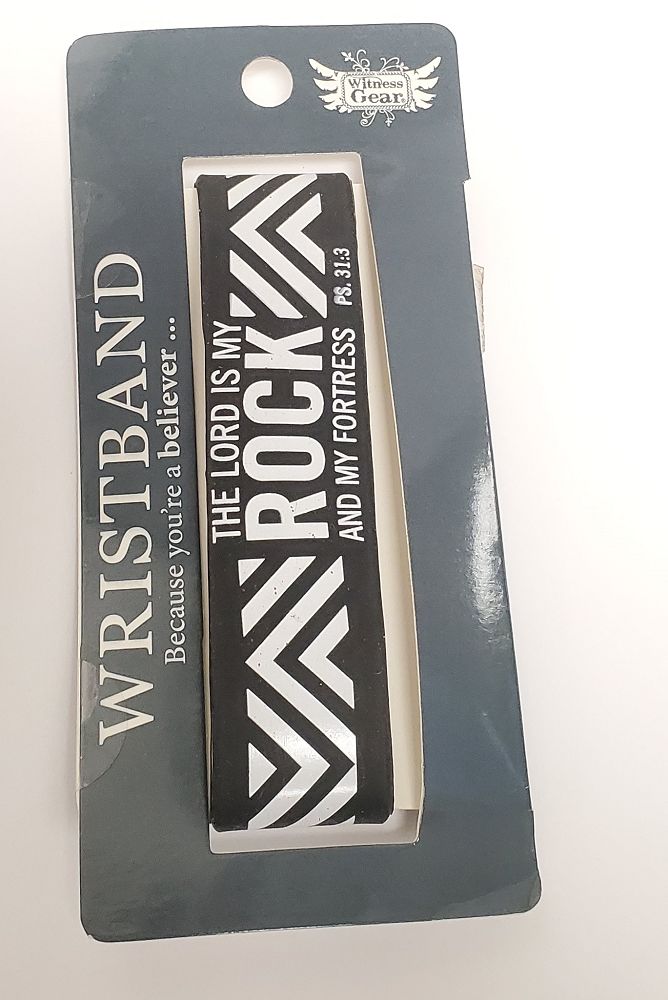 Witness
Gear
WRISTBAND
Because you're a believer ...
THE LORD IS MY
ROCK
AND MY FORTRESS PS. 31:3